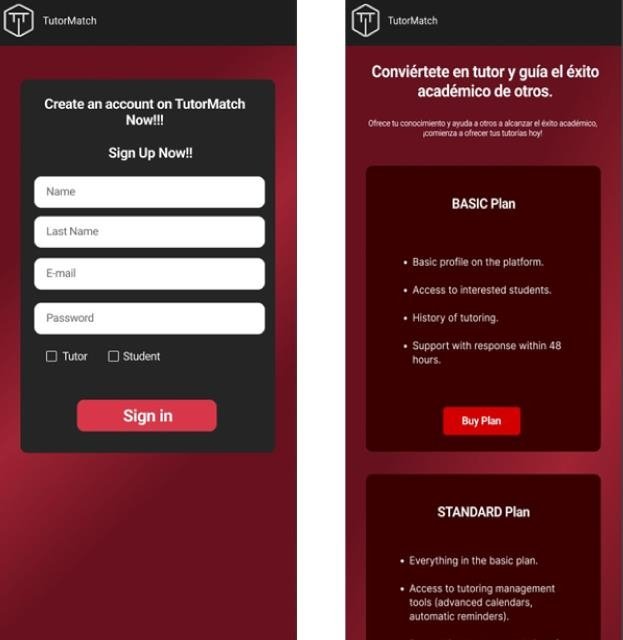 TutorMatch
Create an account on TutorMatch
Now!!!
Sign Up Now!!
Name
Last Name
E-mail
Password
Tutor
Student
Sign in
TutorMatch
Conviértete en tutor y guía el éxito
académico de otros.
Ofrece tu conocimiento y ayuda a otros a alcanzar el éxito académico,
¡comienza a ofrecer tus tutorías hoy!
BASIC Plan
• Basic profile on the platform.
• Access to interested students.
• History of tutoring.
• Support with response within 48
hours.
Buy Plan
STANDARD Plan
• Everything in the basic plan.
• Access to tutoring management
tools (advanced calendars,
automatic reminders).